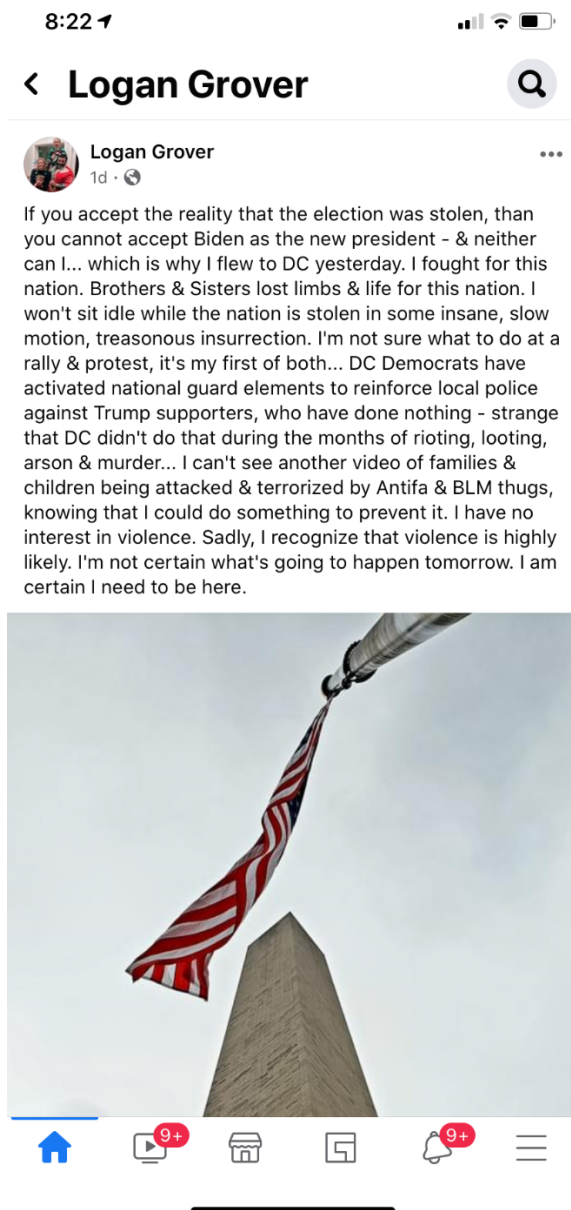 8:22
Logan Grover
Logan Grover
1d ·
If you accept the reality that the election was stolen, than
you cannot accept Biden as the new president - & neither
can I... which is why I flew to DC yesterday. I fought for this
nation. Brothers & Sisters lost limbs & life for this nation. I
won't sit idle while the nation is stolen in some insane, slow
motion, treasonous insurrection. I'm not sure what to do at a
rally & protest, it's my first of both... DC Democrats have
activated national guard elements to reinforce local police
against Trump supporters, who have done nothing - strange
that DC didn't do that during the months of rioting, looting,
arson & murder... I can't see another video of families &
children being attacked & terrorized by Antifa & BLM thugs,
knowing that I could do something to prevent it. I have no
interest in violence. Sadly, I recognize that violence is highly
likely. I'm not certain what's going to happen tomorrow. I am
certain I need to be here.
9+
9+